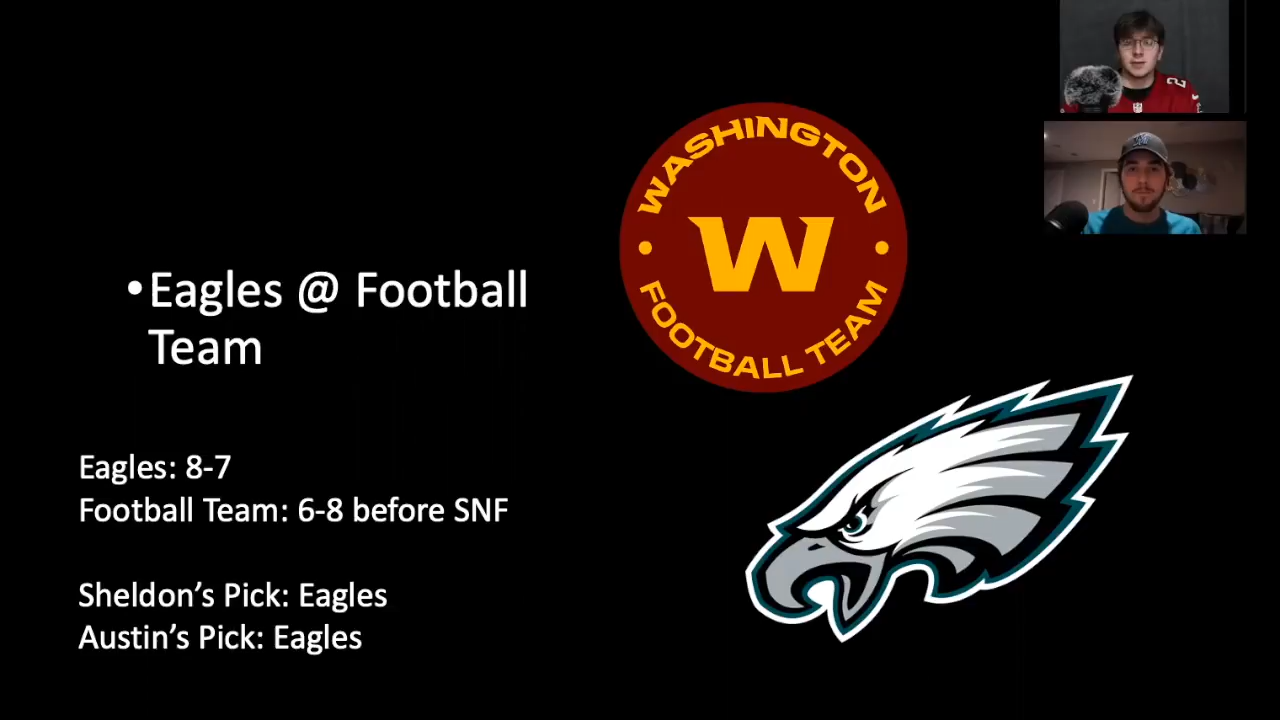 •Eagles @ Football
Team
Eagles: 8-7
Football Team: 6-8 before SNF
Sheldon’s Pick: Eagles
Austin’s Pick: Eagles
WASHINGTON
W
FOOTBALL TEAM
2